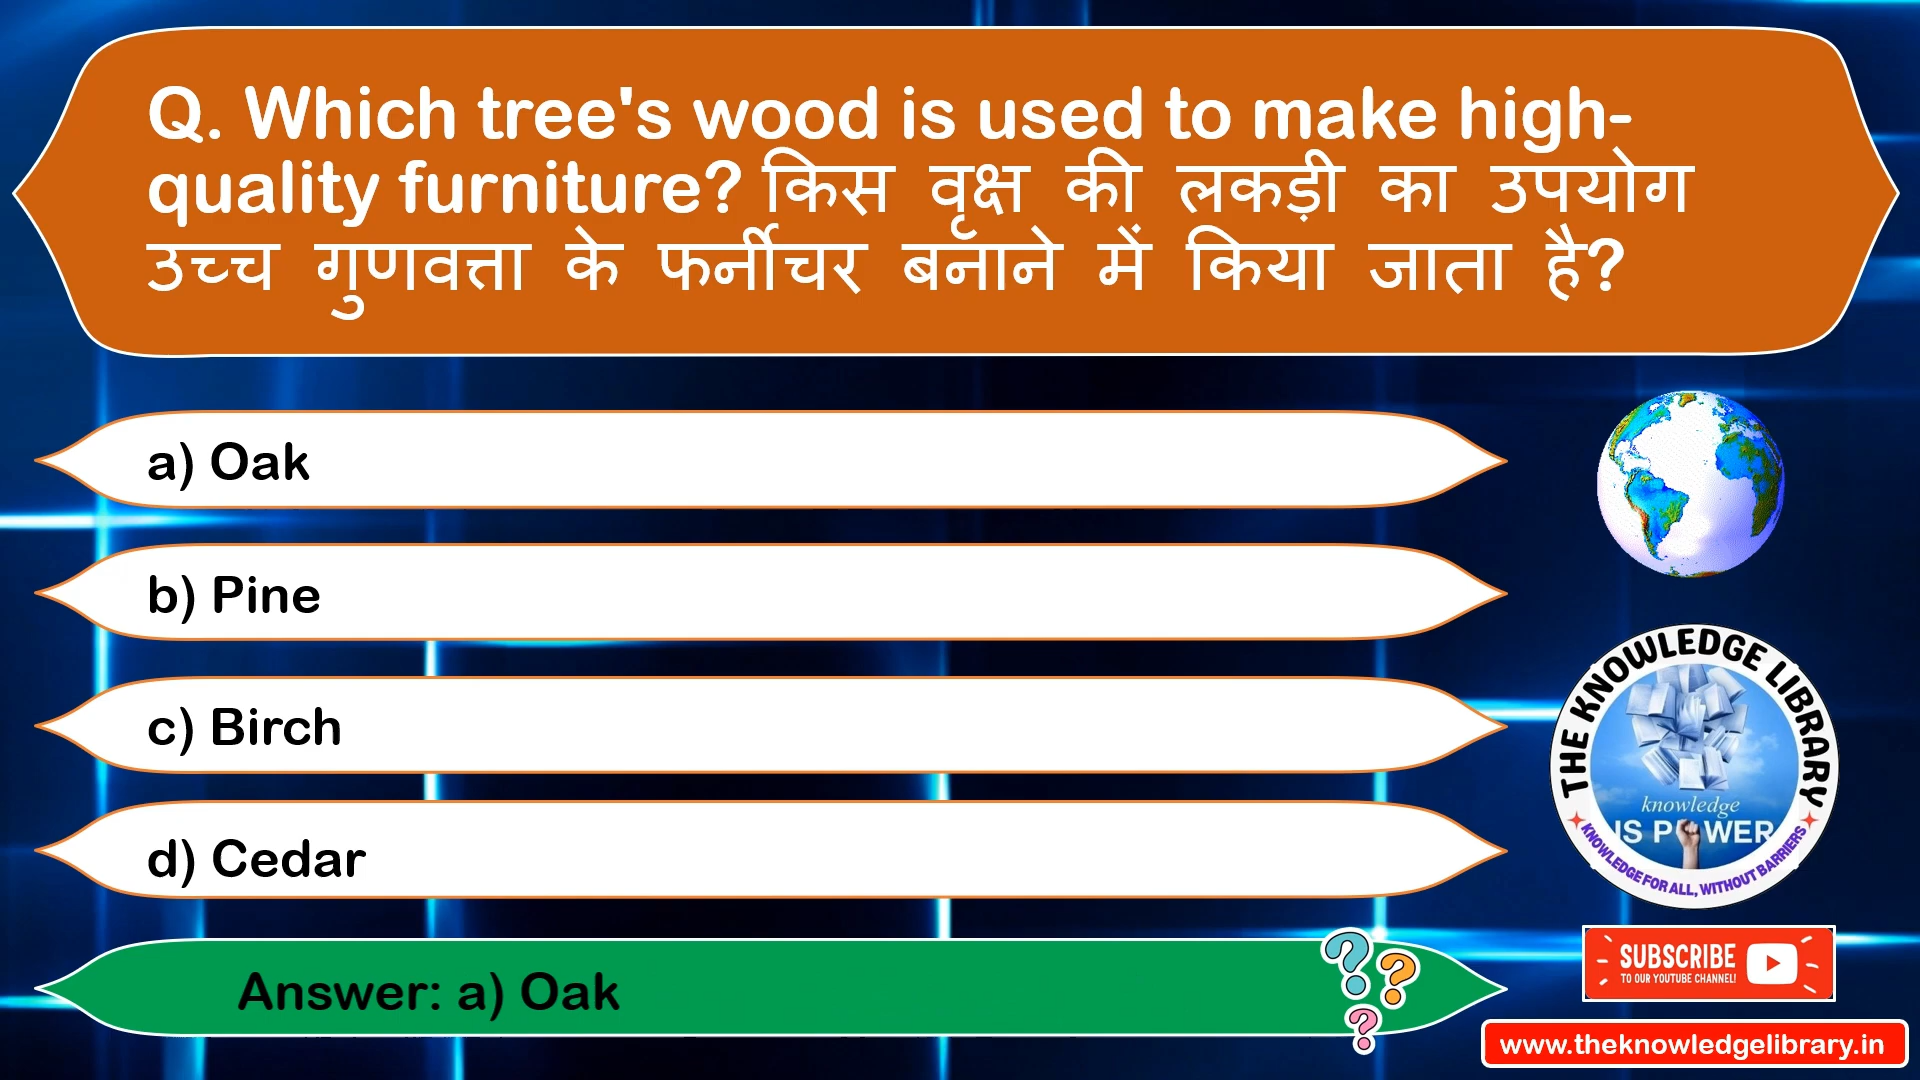 Q. Which tree's wood is used to make high-
quality furniture? किस वृक्ष की लकड़ी का उपयोग
उच्च गुणवत्ता के फर्नीचर बनाने में किया जाता है?
a) Oak
b) Pine
c) Birch
d) Cedar
Answer: a) Oak
THE KNOWLEDGE LIBRARY
knowledge
IS POWER
KNOWLEDGE FOR ALL, WITHOUT BARRIERS
SUBSCRIBE
TO OUR YOUTUBE CHANNEL!
www.theknowledgelibrary.in